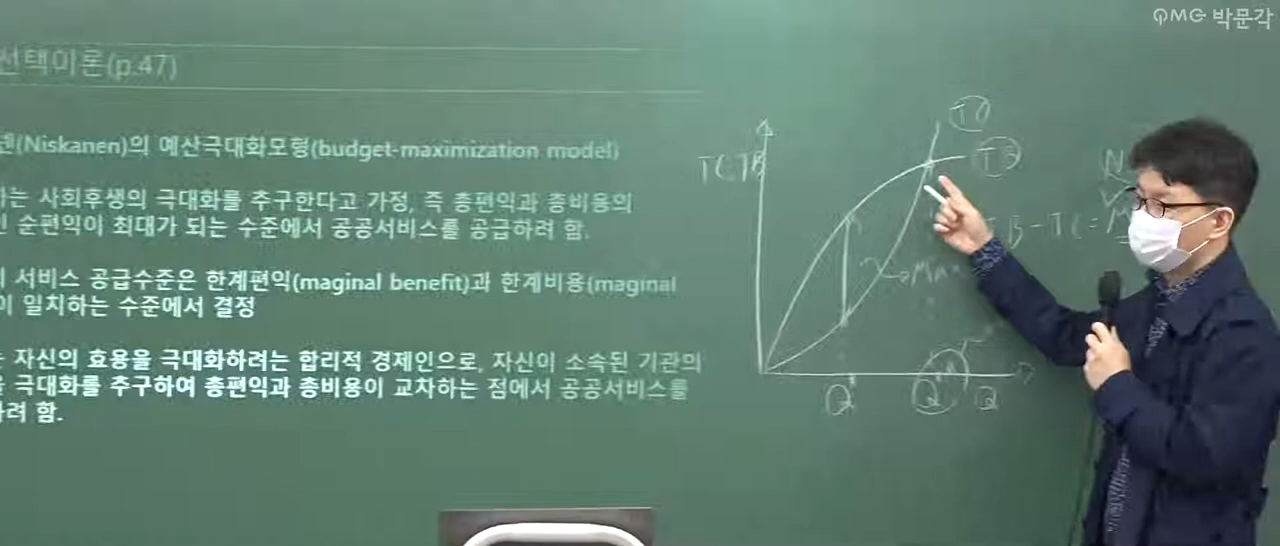 QMG 박문각
선택이론(p.47)
넨(Niskanen)의 예산극대화모형(budget-maximization model)
하는 사회후생의 극대화를 추구한다고 가정, 즉 총편익과 총비용의
인 순편익이 최대가 되는 수준에서 공공서비스를 공급하려 함.
의 서비스 공급수준은 한계편익(maginal benefit)과 한계비용(maginal
이 일치하는 수준에서 결정
는 자신의 효용을 극대화하려는 합리적 경제인으로, 자신이 소속된 기관의
을 극대화를 추구하여 총편익과 총비용이 교차하는 점에서 공공서비스를
하려 함.
TC
TB
TC, TB
N
B - TC = M
Max
Q
Q
Q